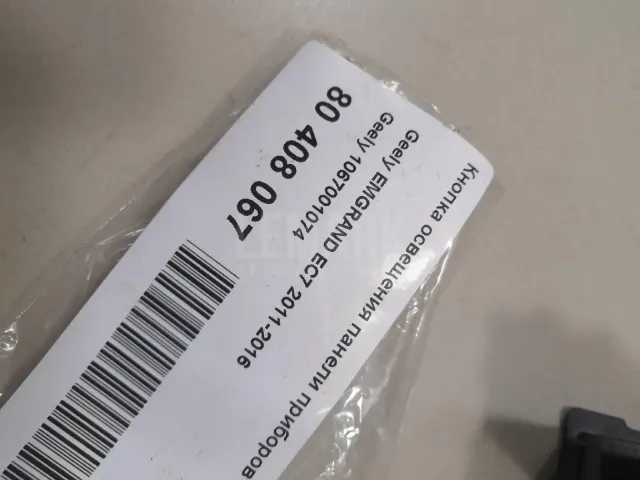 Кнопка освещения панели приборов
Geely EMGRAND EC7 2011-2016
Geely 1067001074
80 408 067